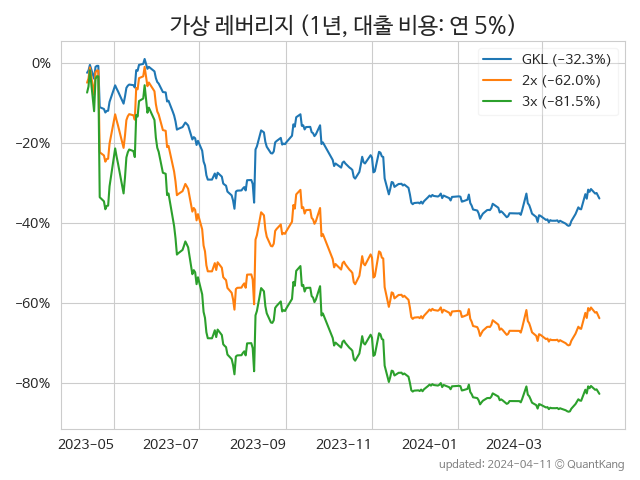 가상 레버리지 (1년, 대출 비용: 연 5%)
GKL (−32.3%)
2x (−62.0%)
3x (−81.5%)
0%
−20%
−40%
−60%
−80%
2023-05 2023-07 2023-09 2023-11 2024-01 2024-03
updated: 2024-04-11 © QuantKang